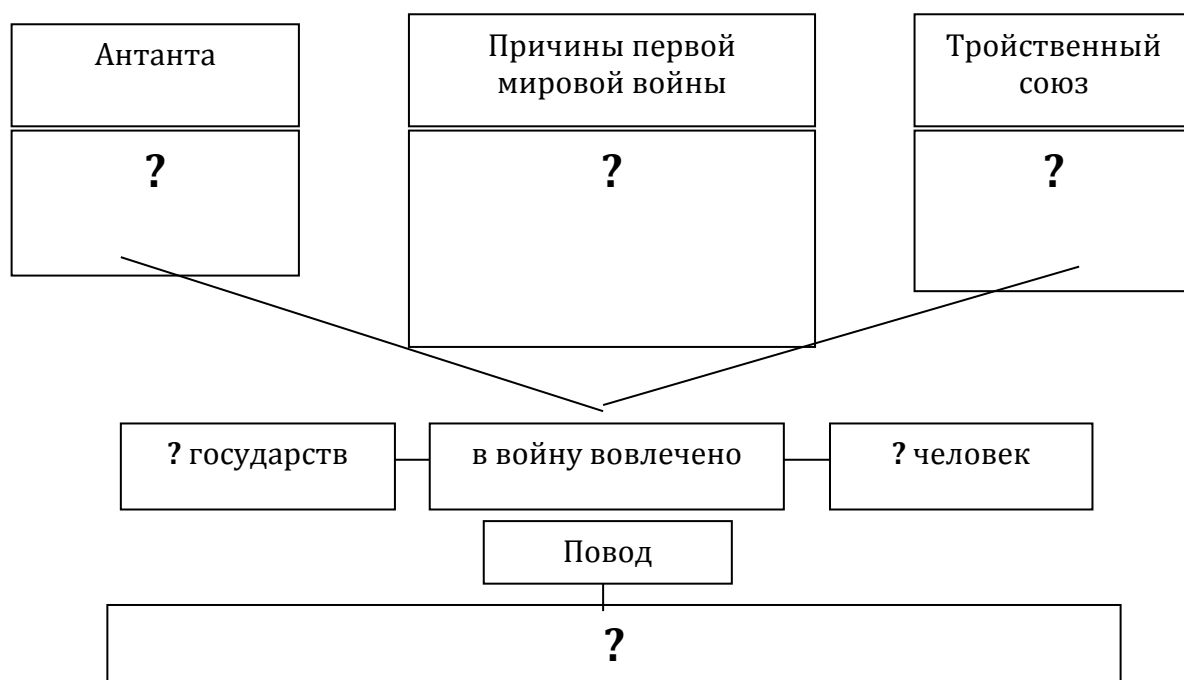 Антанта
Причины первой
мировой войны
Тройственный
союз
?
?
?
? государств
в войну вовлечено
? человек
Повод
?